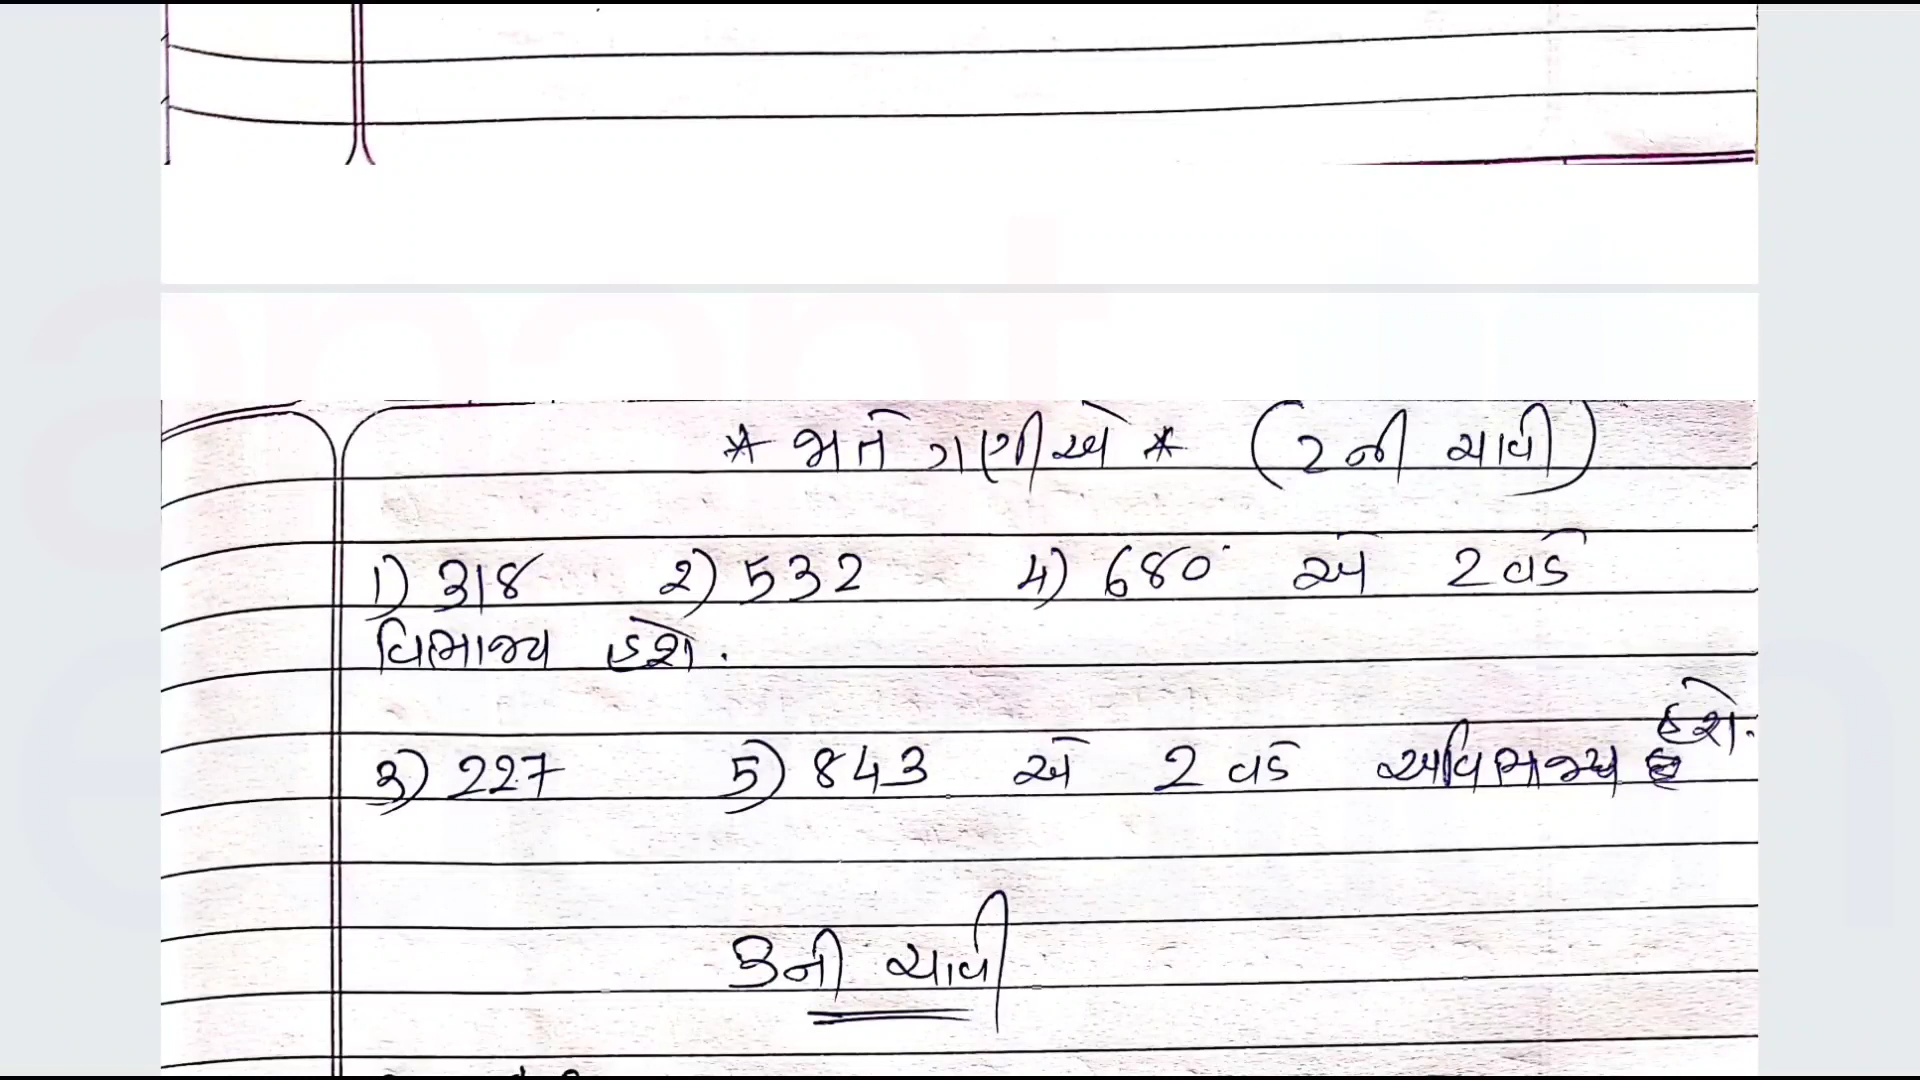 * જાતે ગણીએ * (2ની ચાવી)
1) 318 2) 532 4) 680 એ 2 વડે
વિભાજ્ય હશે.
3) 227 5) 843 એ 2 વડે અવિભાજ્ય હશે.
3ની ચાવી